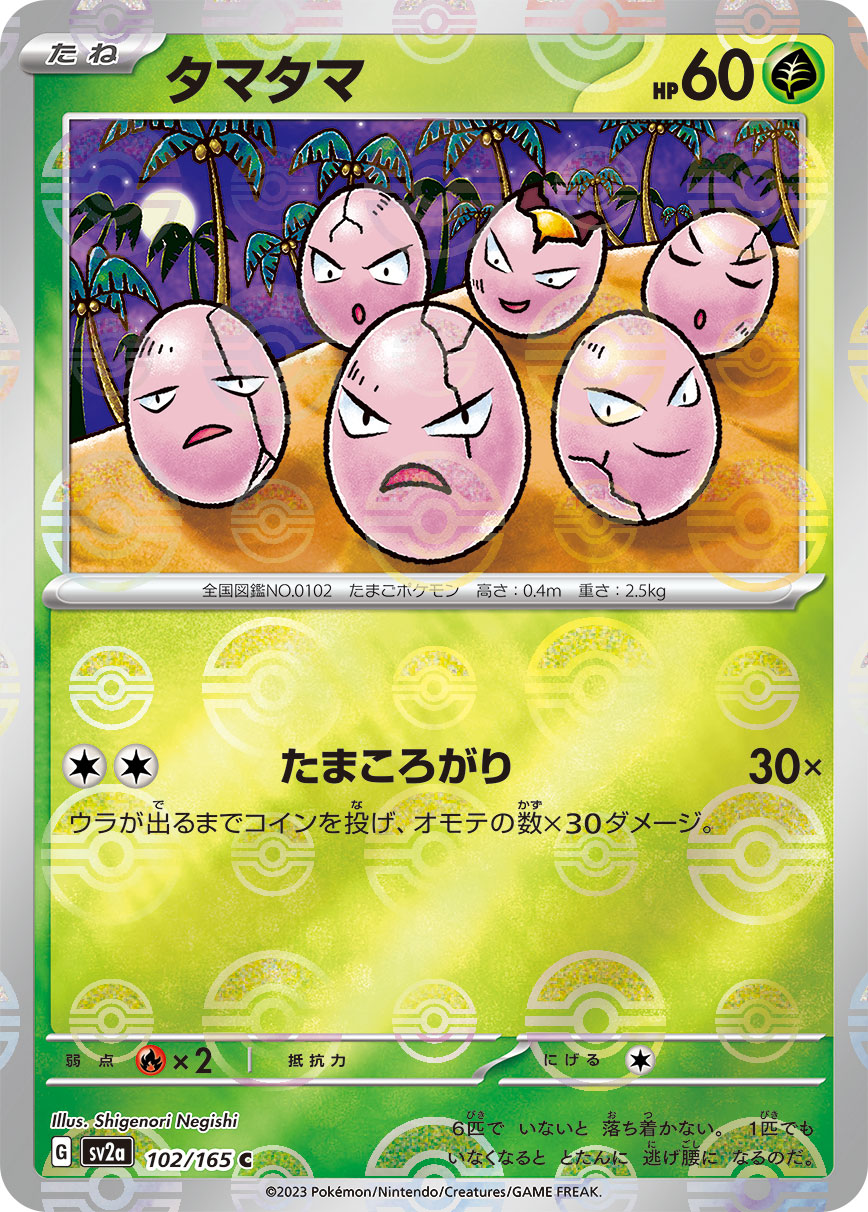 たね タマタマ HP60
全国図鑑NO.0102 たまごポケモン 高さ：0.4m 重さ：2.5kg
たまころがり 30×
ウラが出るまでコインを投げ、オモテの数×30ダメージ。
弱点 ×2 抵抗力 にげる
Illus. Shigenori Negishi
G sv2a 102/165 C
6匹で いないと 落ち着かない。 1匹でも
いなくなると とたんに 逃げ腰に なるのだ。
©2023 Pokémon/Nintendo/Creatures/GAME FREAK.